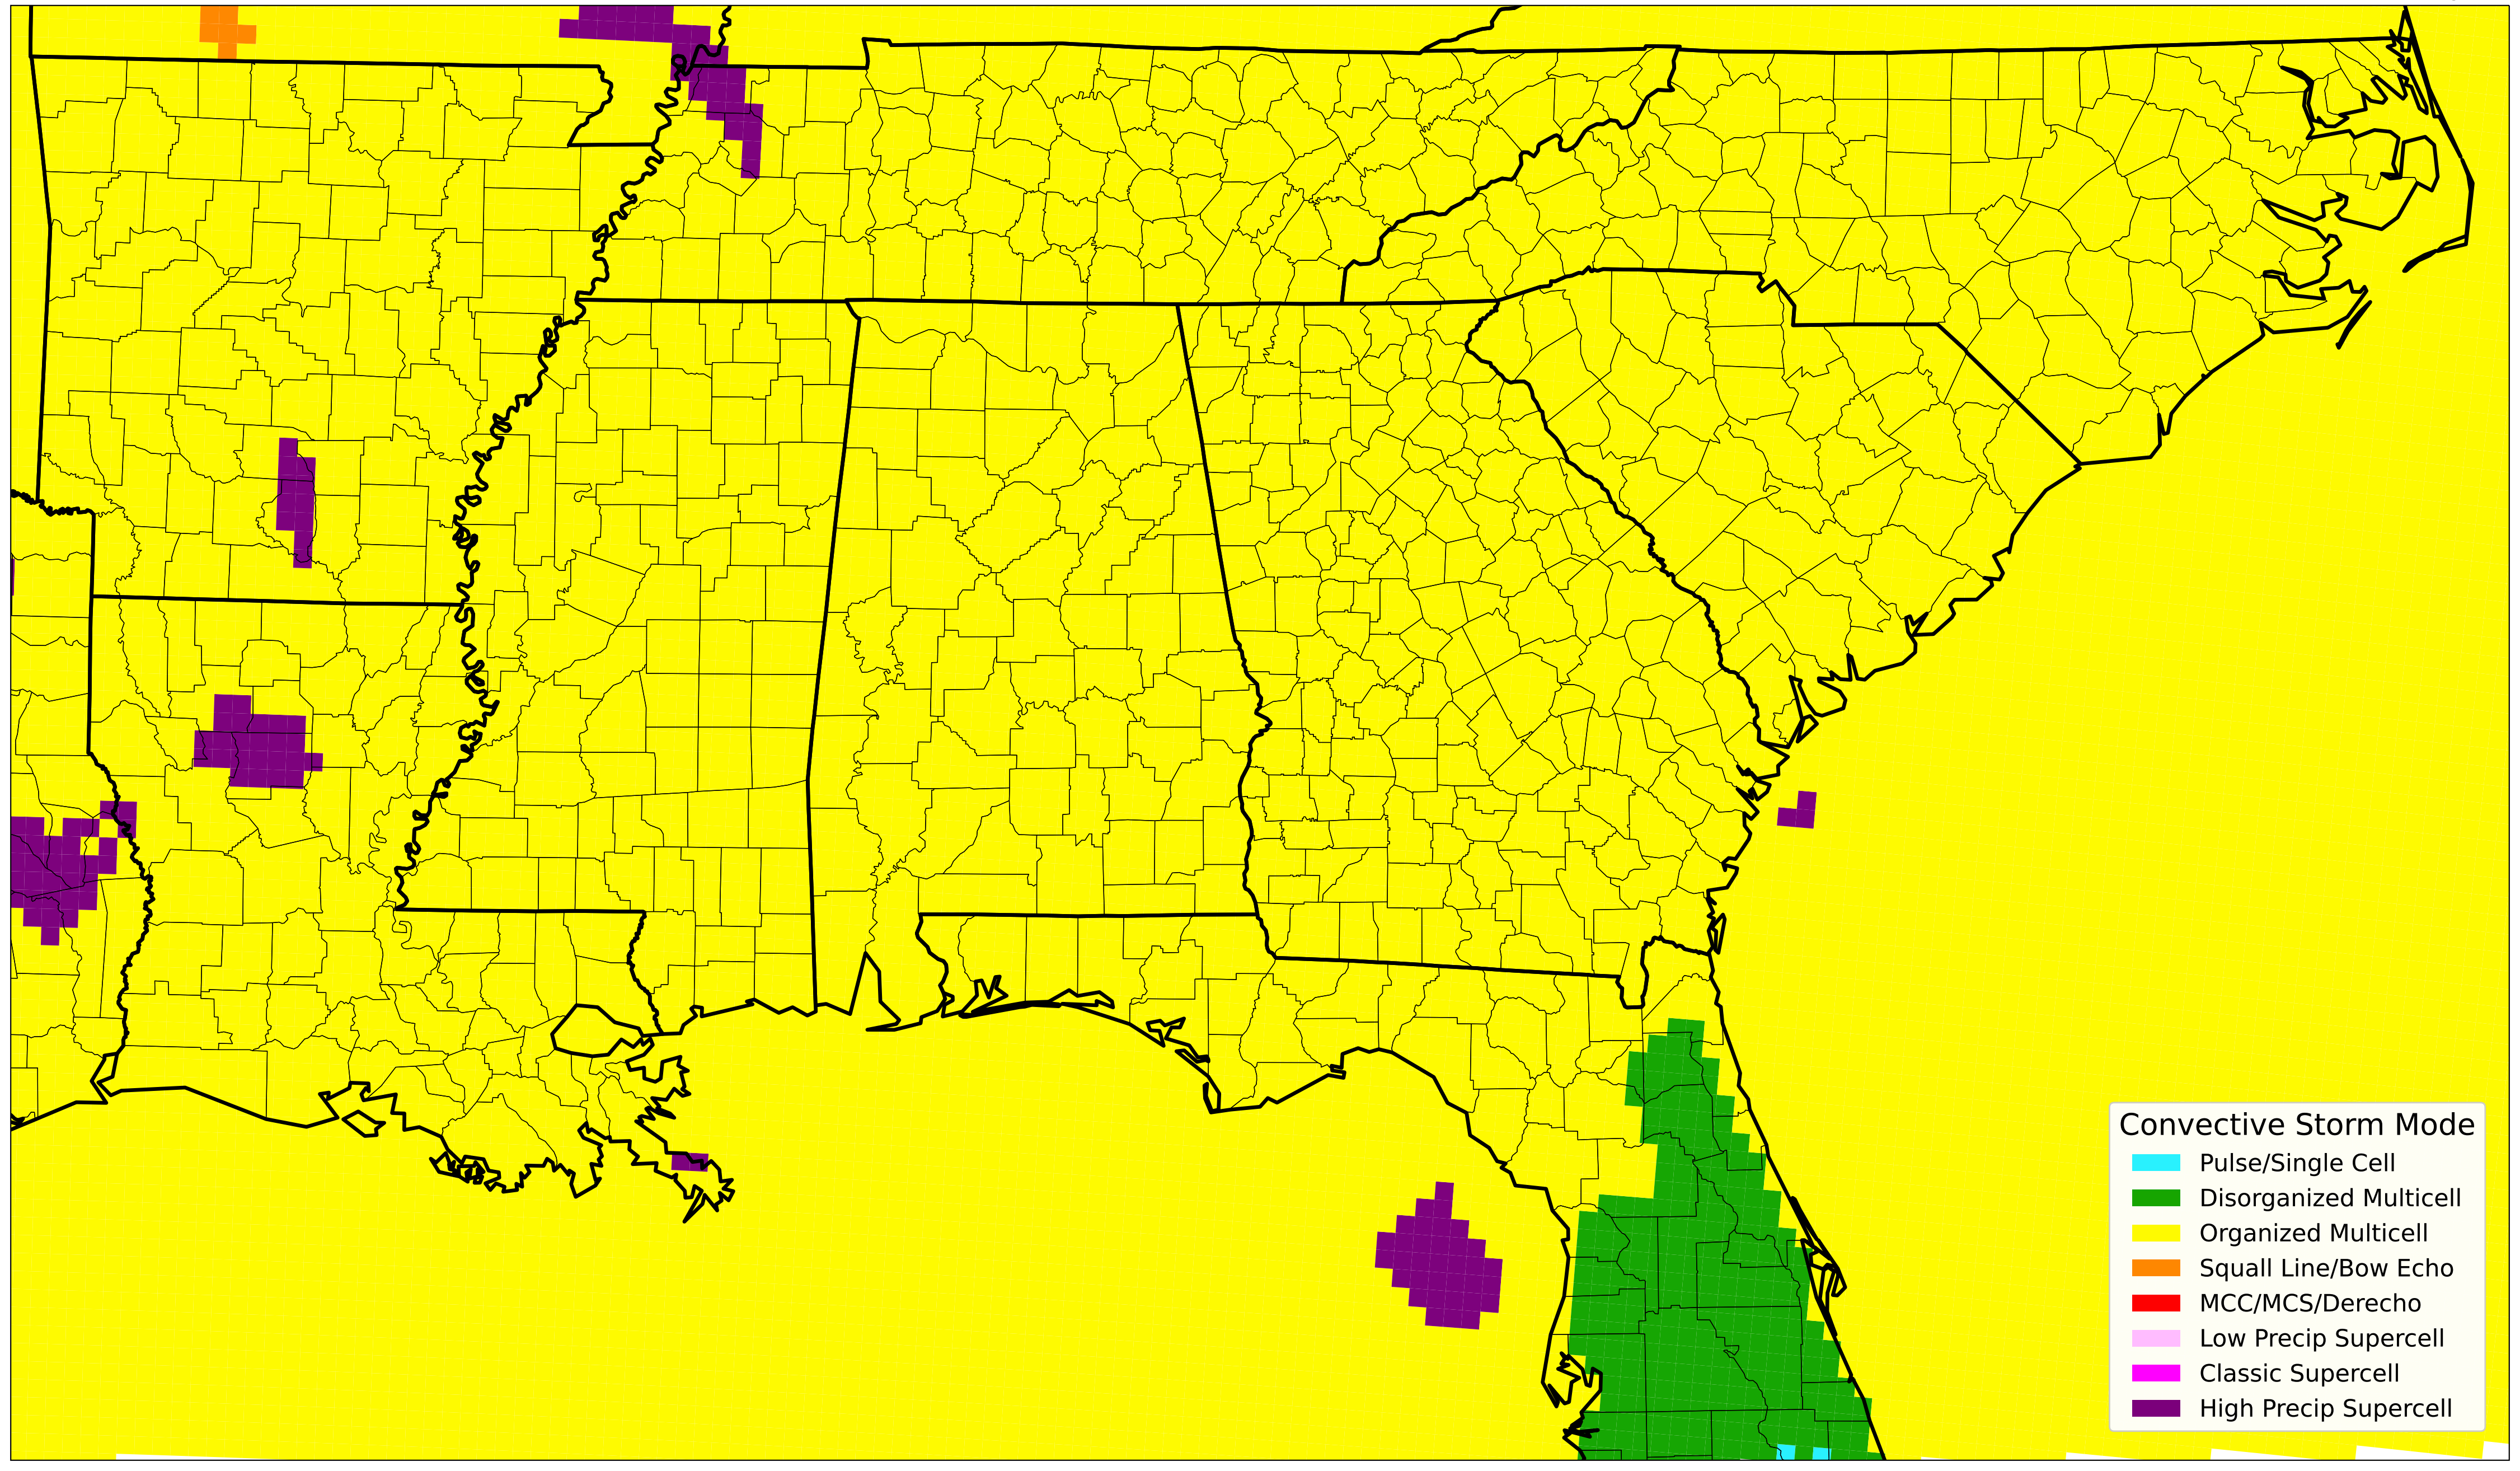 Convective Storm Mode
Pulse/Single Cell
Disorganized Multicell
Organized Multicell
Squall Line/Bow Echo
MCC/MCS/Derecho
Low Precip Supercell
Classic Supercell
High Precip Supercell